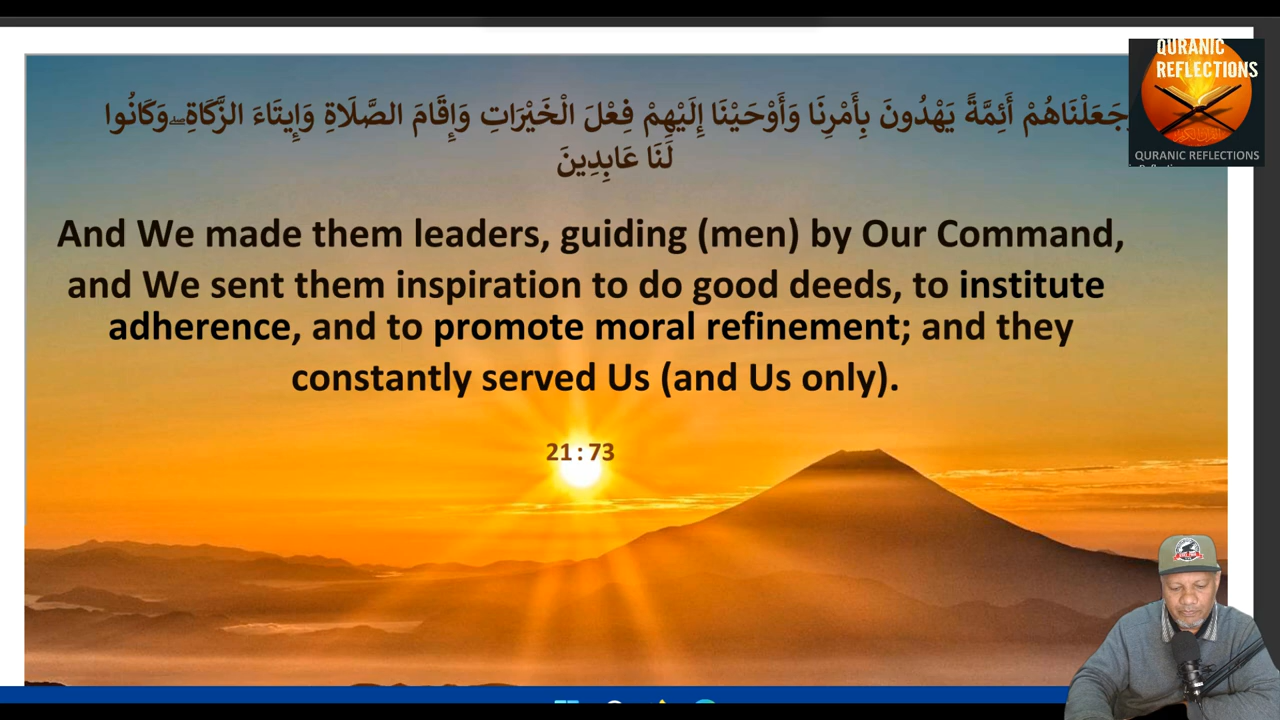 QURANIC
REFLECTIONS
QURANIC REFLECTIONS
وَجَعَلْنَاهُمْ أَئِمَّةً يَهْدُونَ بِأَمْرِنَا وَأَوْحَيْنَا إِلَيْهِمْ فِعْلَ الْخَيْرَاتِ وَإِقَامَ الصَّلَاةِ وَإِيتَاءَ الزَّكَاةِ ۖ وَكَانُوا
لَنَا عَابِدِينَ
And We made them leaders, guiding (men) by Our Command,
and We sent them inspiration to do good deeds, to institute
adherence, and to promote moral refinement; and they
constantly served Us (and Us only).
21 : 73